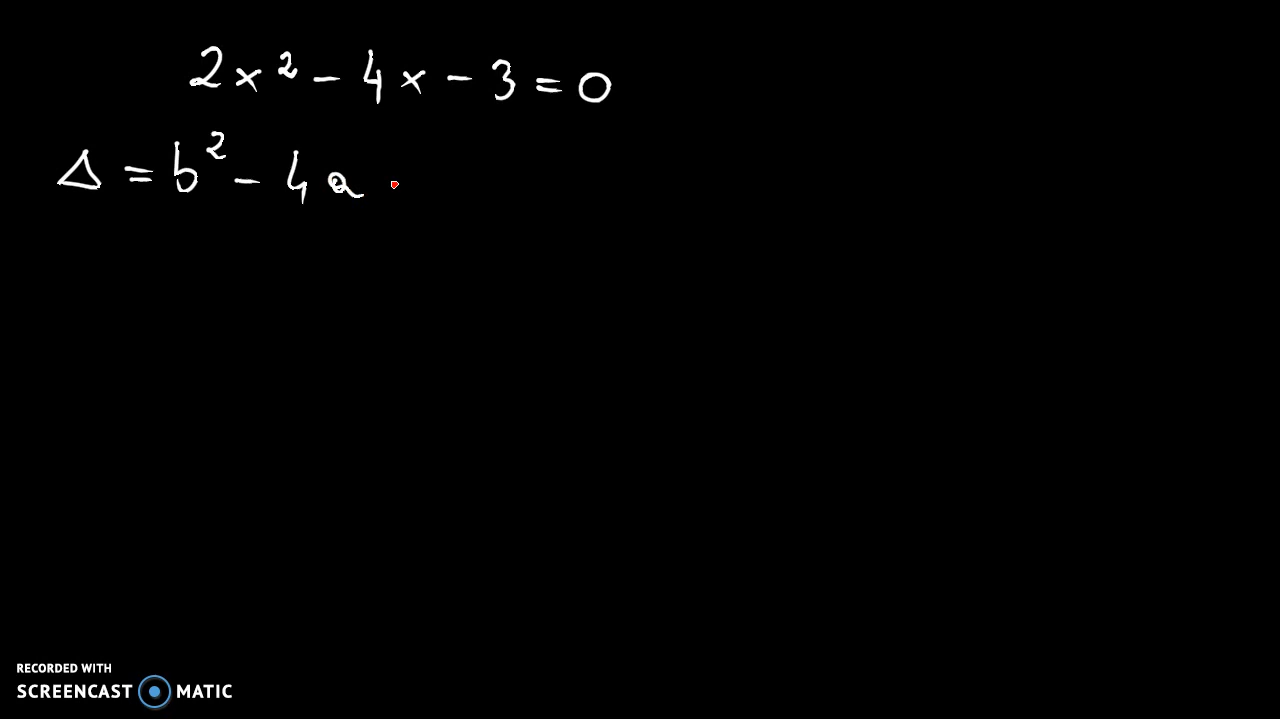 2x² - 4x - 3 = 0
Δ = b² - 4a
RECORDED WITH
SCREENCAST MATIC